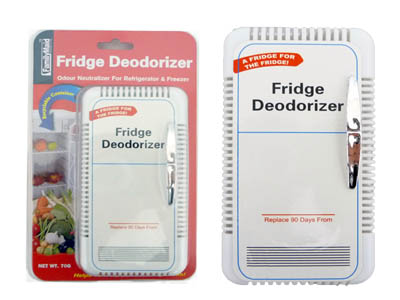 FamilyMaid
Fridge Deodorizer
Odour Neutralizer For Refrigerator & Freezer
A FRIDGE FOR
THE FRIDGE!
Fridge
Deodorizer
Replace 90 Days From
NET WT. 70G
A FRIDGE FOR
THE FRIDGE!
Fridge
Deodorizer
Replace 90 Days From